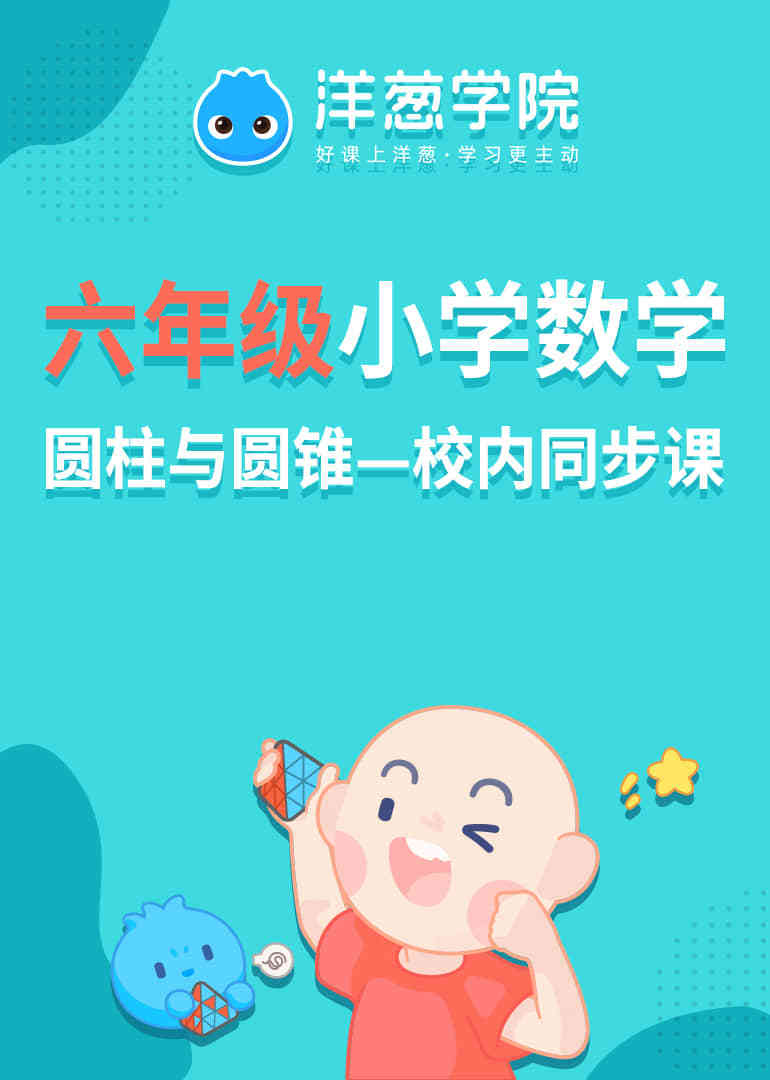 洋葱学院
好课上洋葱·学习更主动
六年级小学数学
圆柱与圆锥—校内同步课